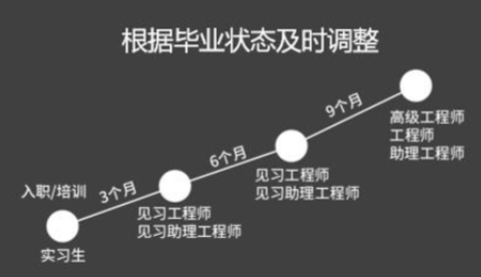 根据毕业状态及时调整
9个月
高级工程师
工程师
助理工程师
6个月
见习工程师
见习助理工程师
入职/培训
3个月
见习工程师
见习助理工程师
实习生